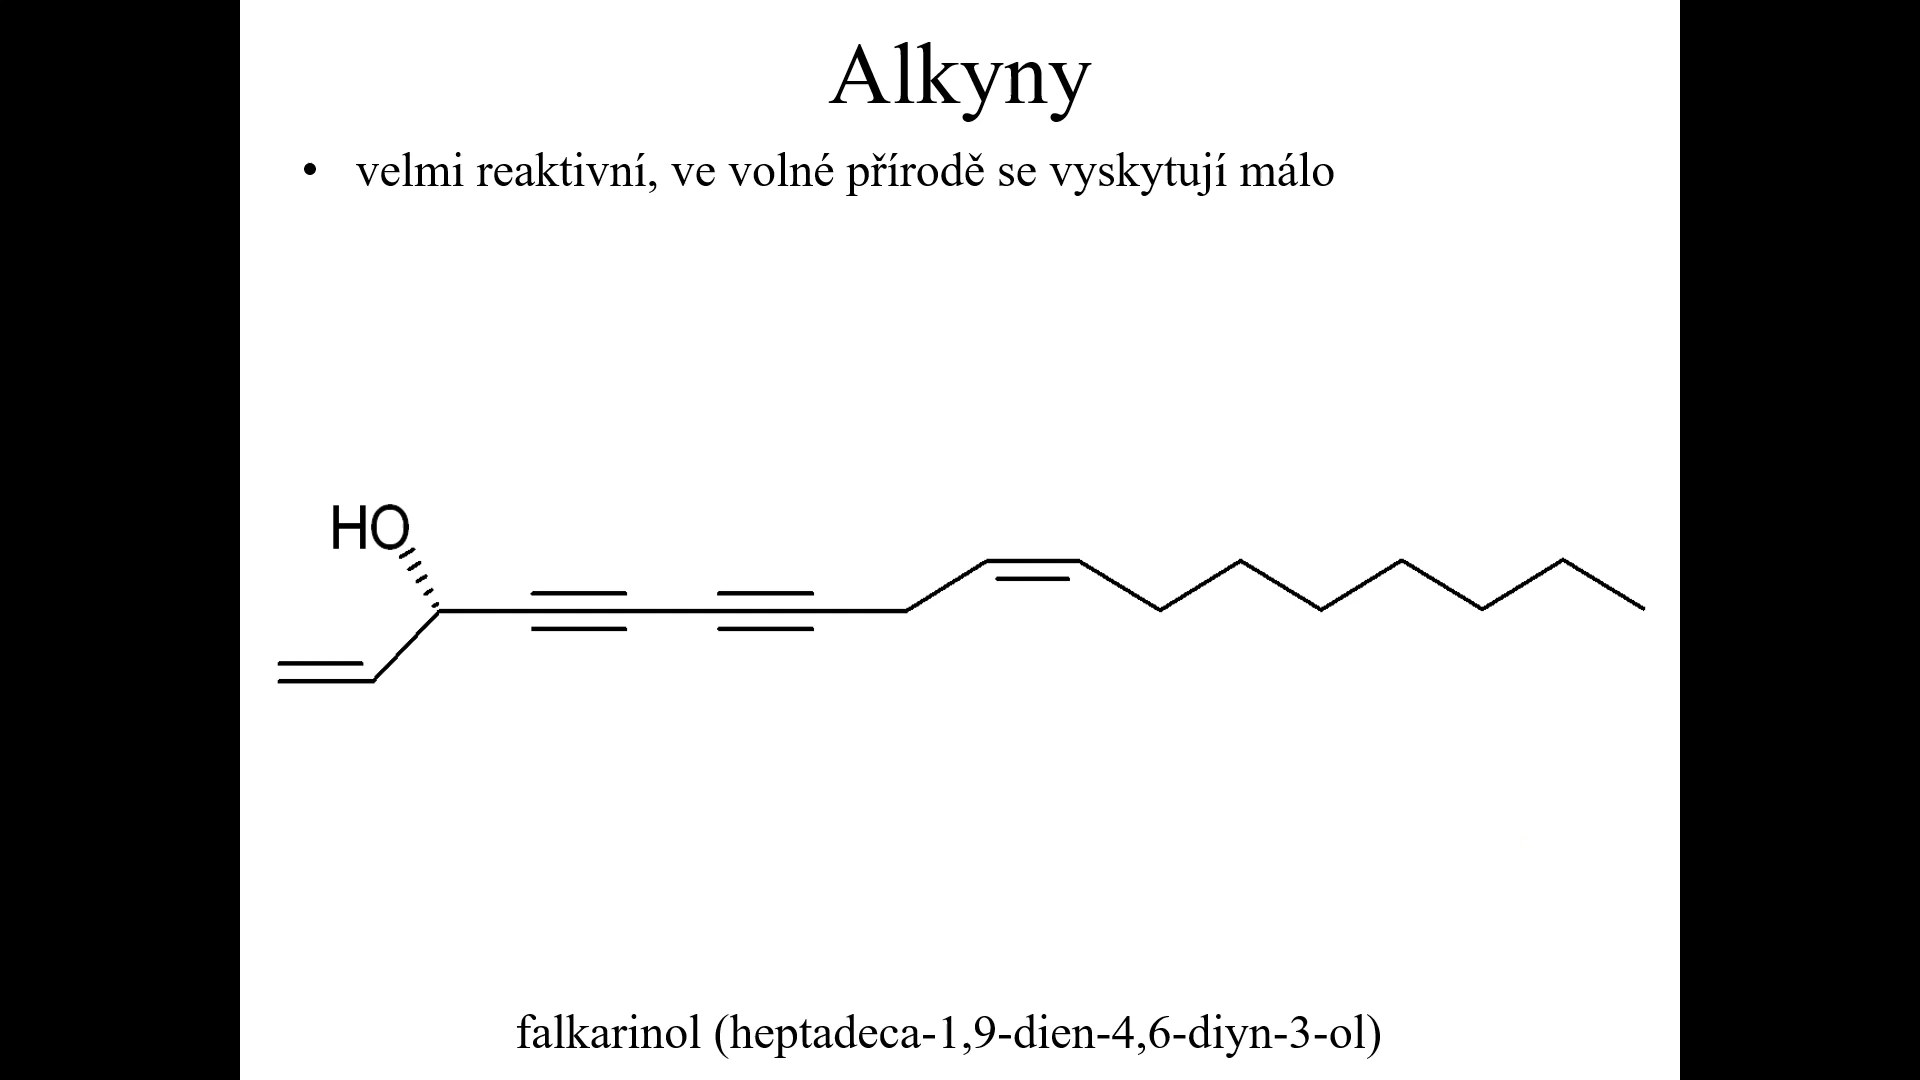 Alkyny
• velmi reaktivní, ve volné přírodě se vyskytují málo
HO
falkarinol (heptadeca-1,9-dien-4,6-diyn-3-ol)